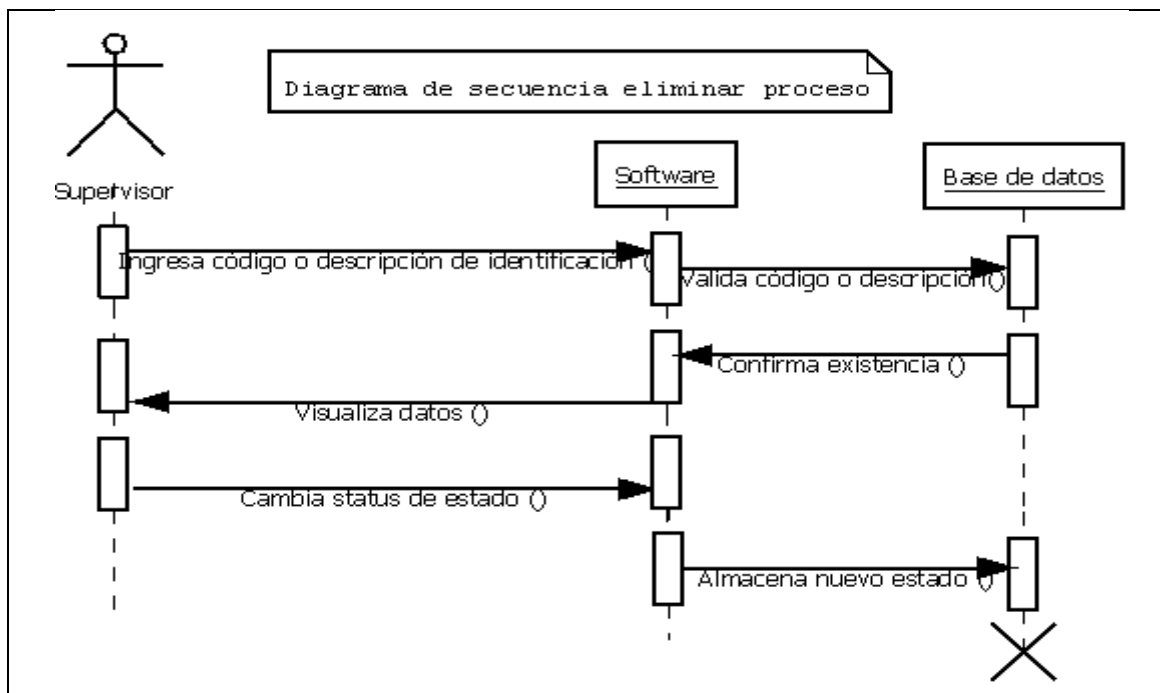 Diagrama de secuencia eliminar proceso
Supervisor
Software
Base de datos
Ingresa código o descripción de identificación ()
Valida código o descripción()
Confirma existencia ()
Visualiza datos ()
Cambia status de estado ()
Almacena nuevo estado ()